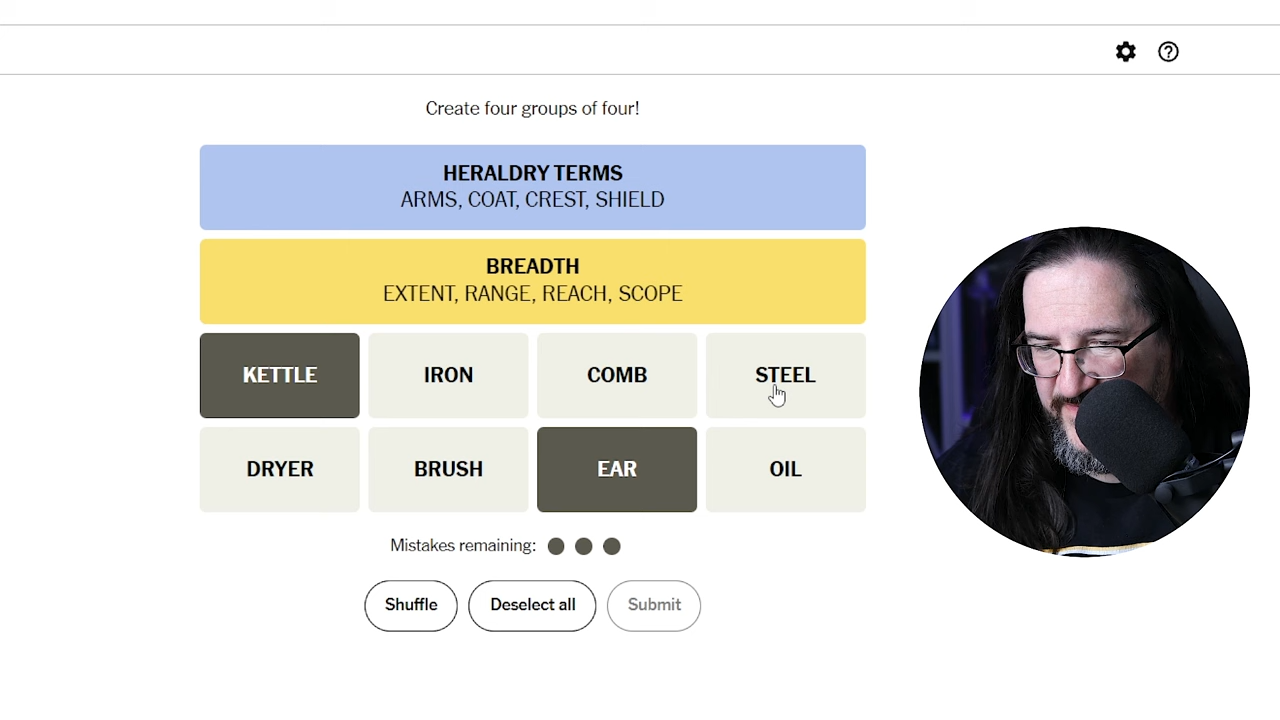 Create four groups of four!
HERALDRY TERMS
ARMS, COAT, CREST, SHIELD
BREADTH
EXTENT, RANGE, REACH, SCOPE
KETTLE IRON COMB STEEL
DRYER BRUSH EAR OIL
Mistakes remaining:
Shuffle Deselect all Submit